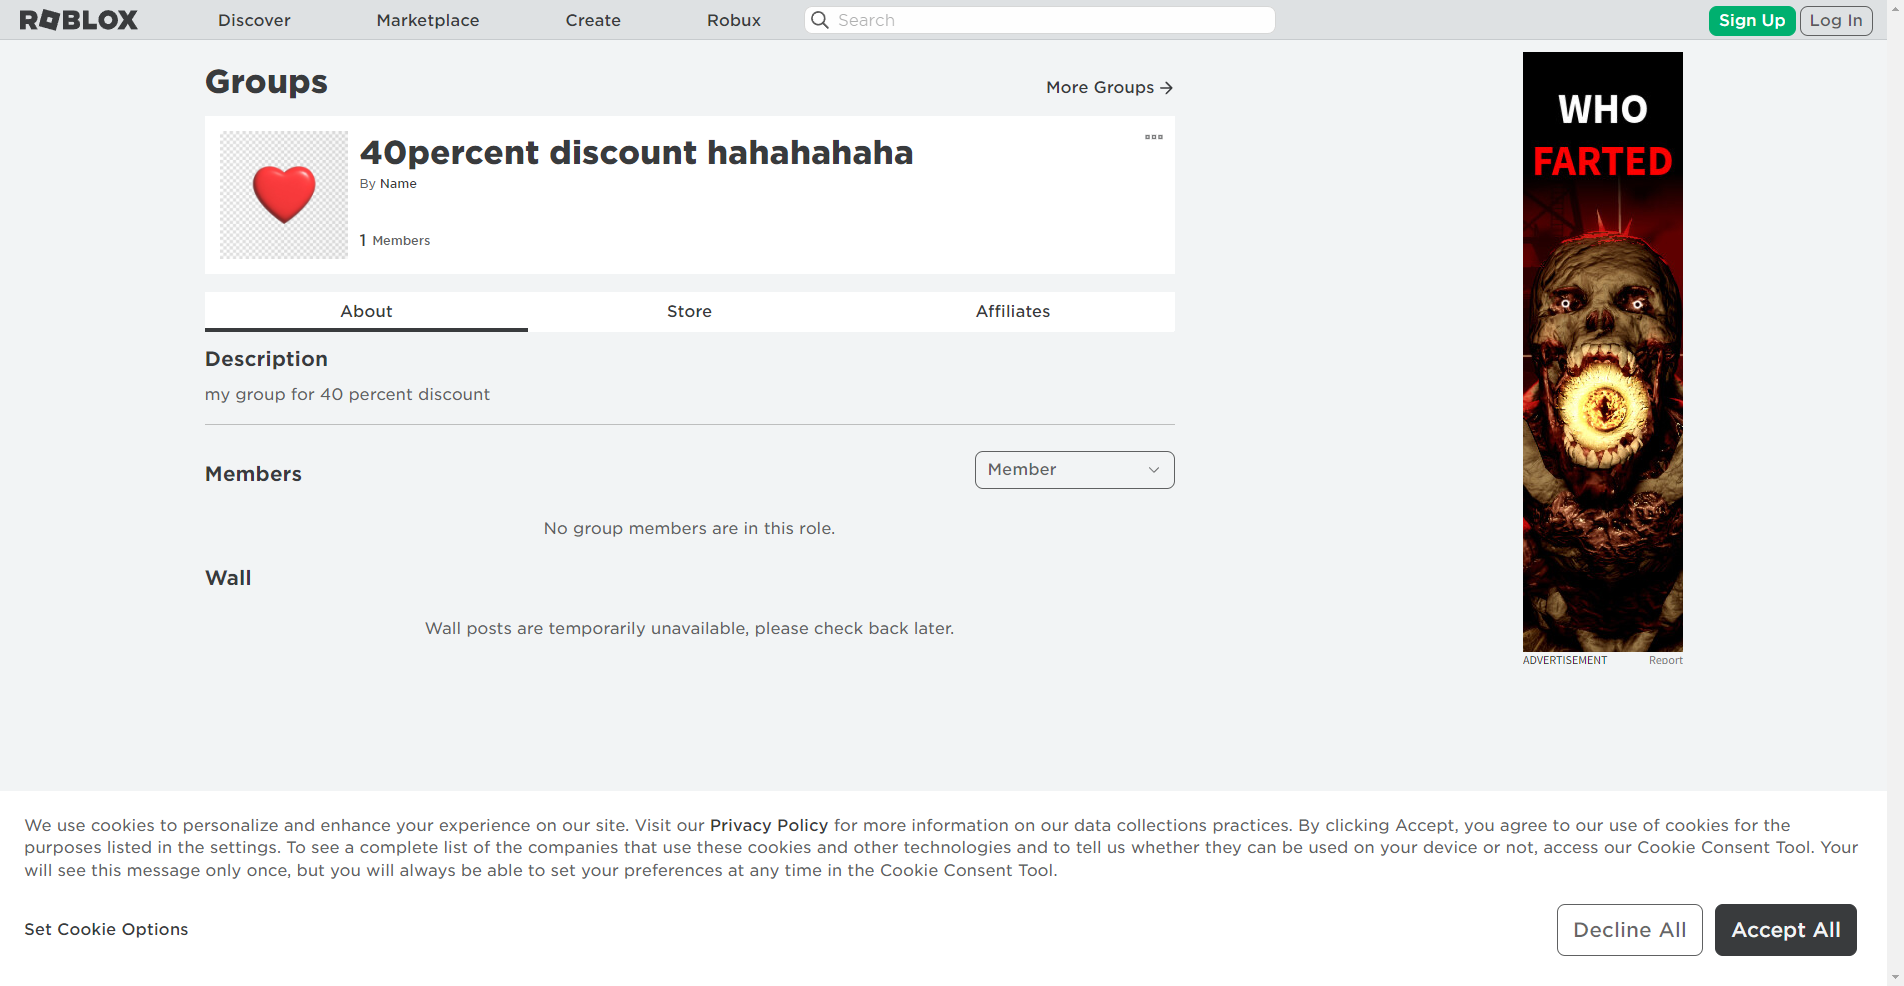 ROBLOX
Discover
Marketplace
Create
Robux
Search
Sign Up
Log In
Groups
More Groups
40percent discount hahahahaha
By Name
1 Members
About
Store
Affiliates
Description
my group for 40 percent discount
Members
Member
No group members are in this role.
Wall
Wall posts are temporarily unavailable, please check back later.
WHO
FARTED
ADVERTISEMENT
Report
We use cookies to personalize and enhance your experience on our site. Visit our Privacy Policy for more information on our data collections practices. By clicking Accept, you agree to our use of cookies for the
purposes listed in the settings. To see a complete list of the companies that use these cookies and other technologies and to tell us whether they can be used on your device or not, access our Cookie Consent Tool. Your
will see this message only once, but you will always be able to set your preferences at any time in the Cookie Consent Tool.
Set Cookie Options
Decline All
Accept All